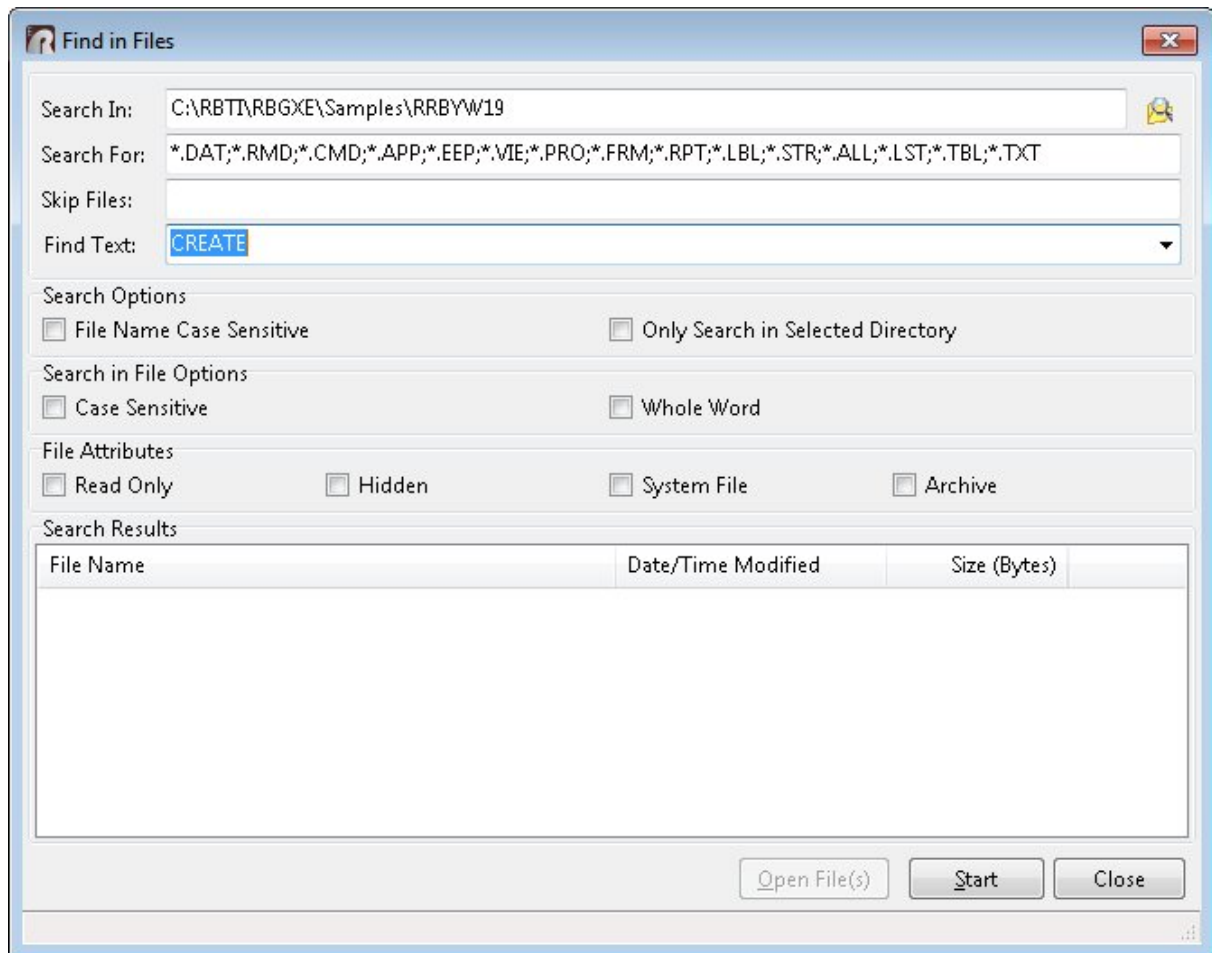 Find in Files
Search In: C:\RBTI\RBGXE\Samples\RRBYW19
Search For: *.DAT;*.RMD;*.CMD;*.APP;*.EEP;*.VIE;*.PRO;*.FRM;*.RPT;*.LBL;*.STR;*.ALL;*.LST;*.TBL;*.TXT
Skip Files:
Find Text: CREATE
Search Options
File Name Case Sensitive Only Search in Selected Directory
Search in File Options
Case Sensitive Whole Word
File Attributes
Read Only Hidden System File Archive
Search Results
File Name Date/Time Modified Size (Bytes)
Open File(s) Start Close